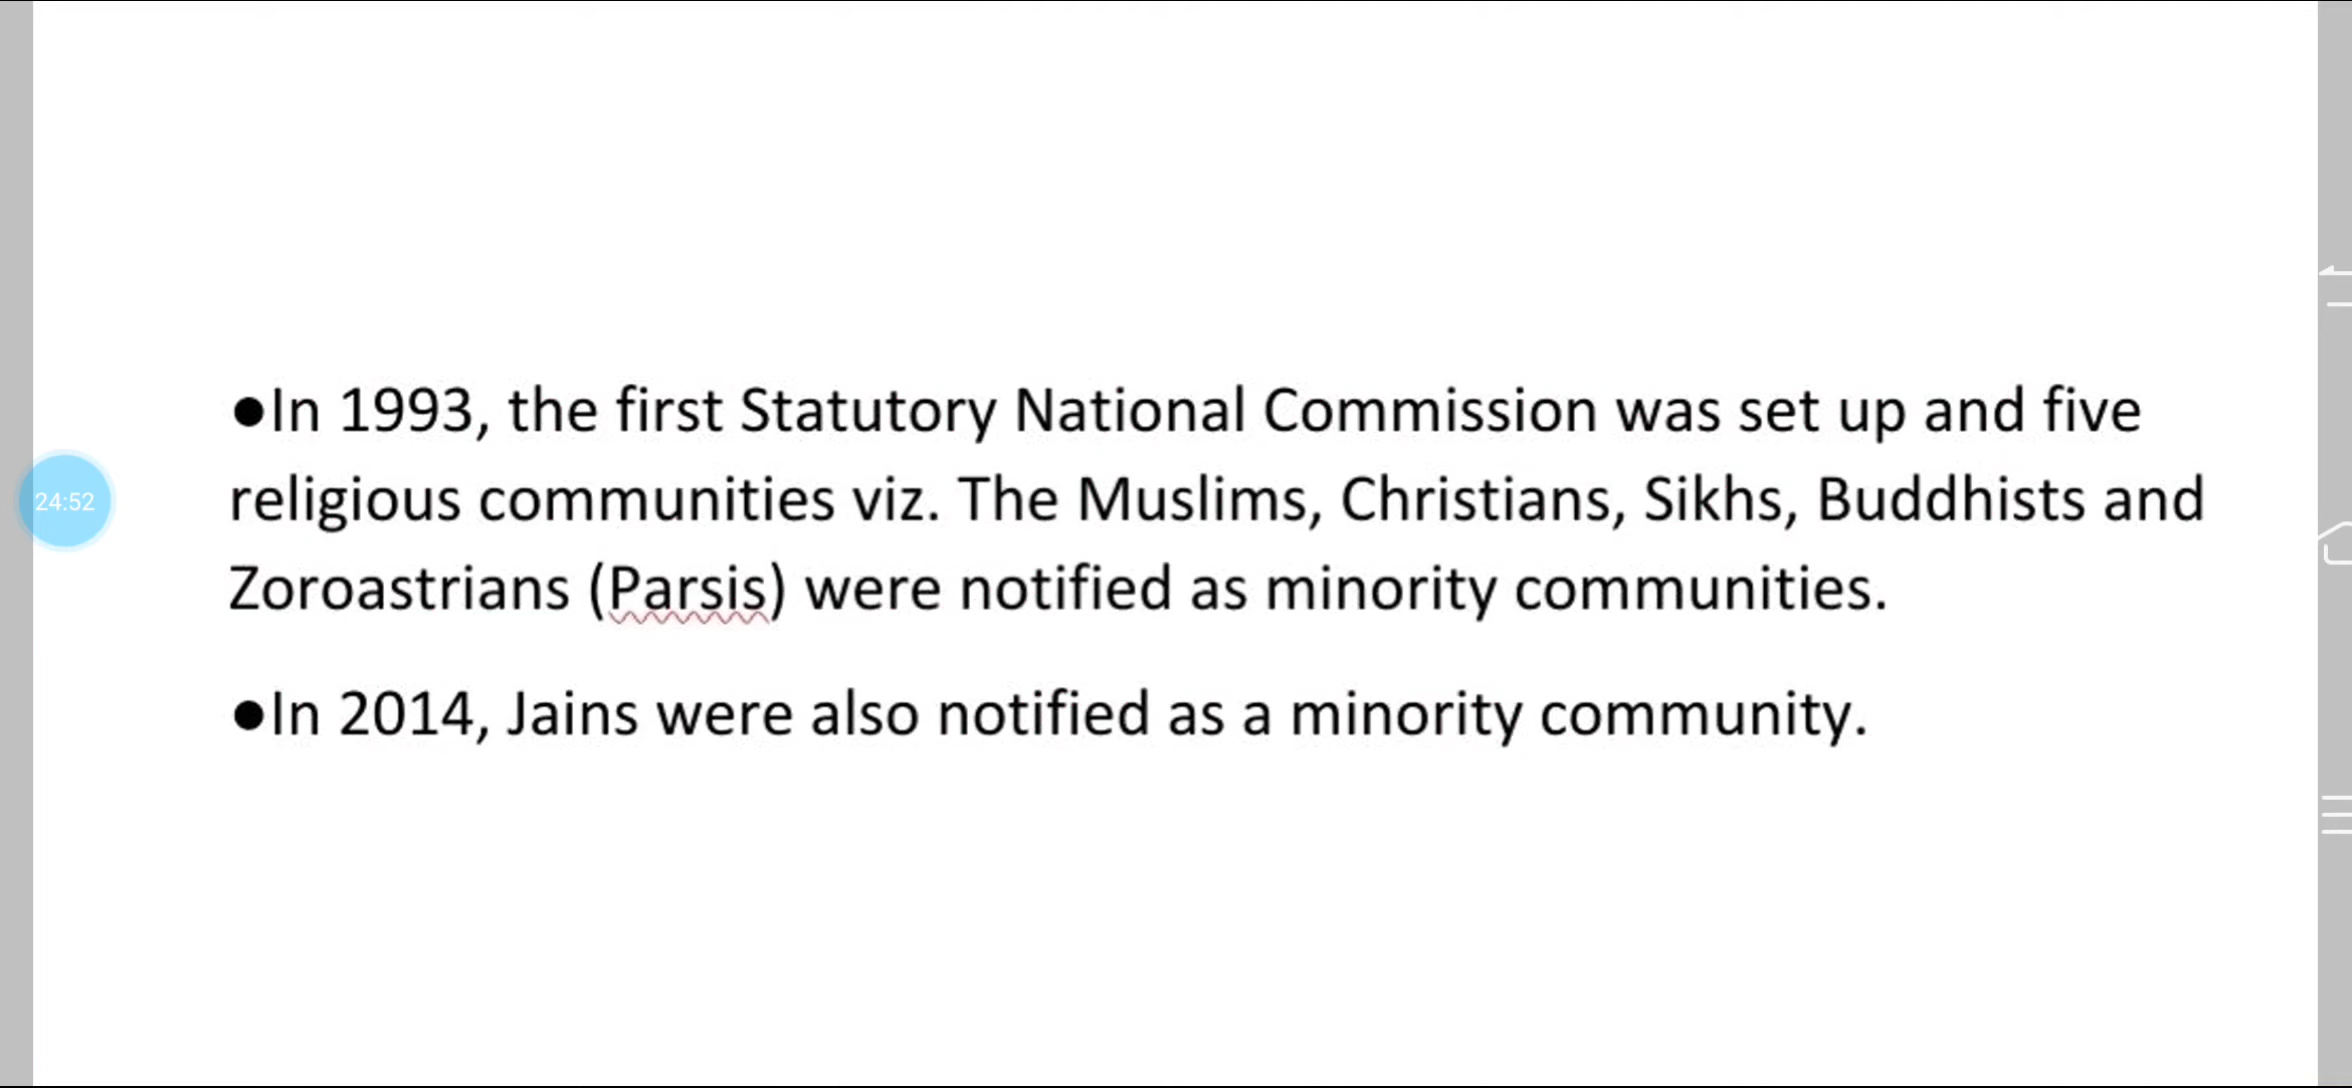 ●In 1993, the first Statutory National Commission was set up and five
religious communities viz. The Muslims, Christians, Sikhs, Buddhists and
Zoroastrians (Parsis) were notified as minority communities.
●In 2014, Jains were also notified as a minority community.
24:52